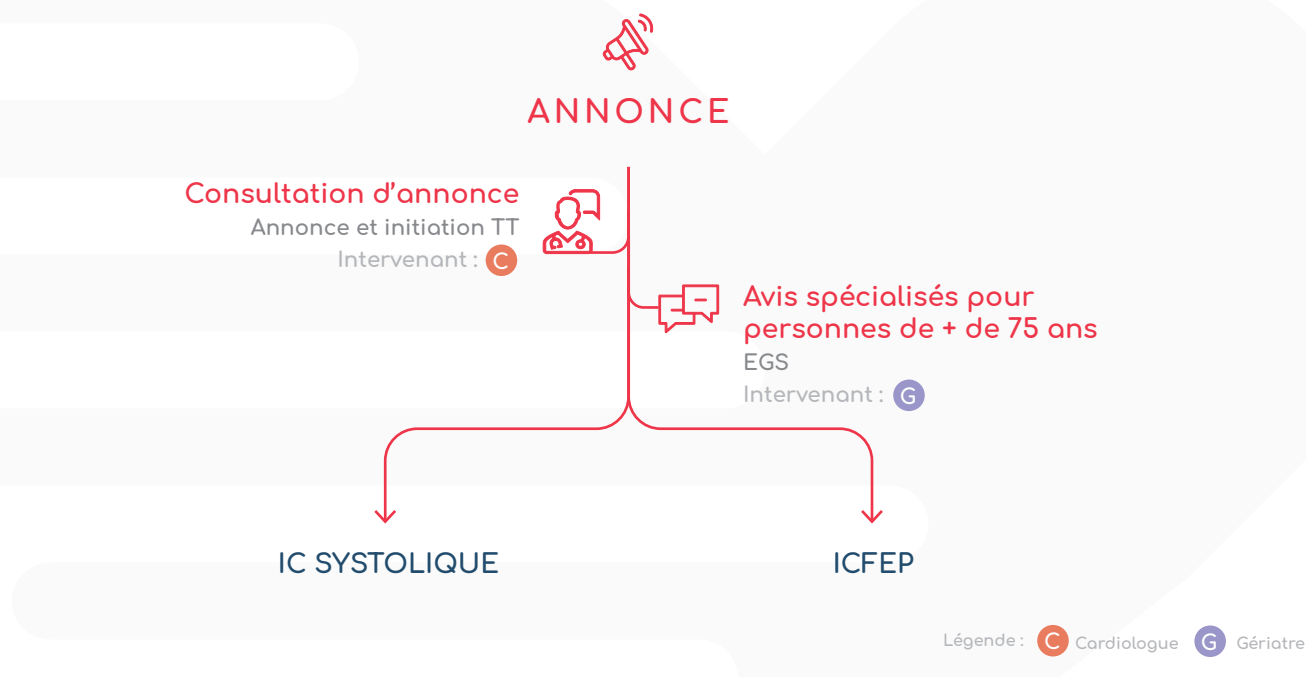 ANNONCE
Consultation d’annonce
Annonce et initiation TT
Intervenant : C
Avis spécialisés pour
personnes de + de 75 ans
EGS
Intervenant : G
IC SYSTOLIQUE
ICFEP
Légende : C Cardiologue G Gériatre